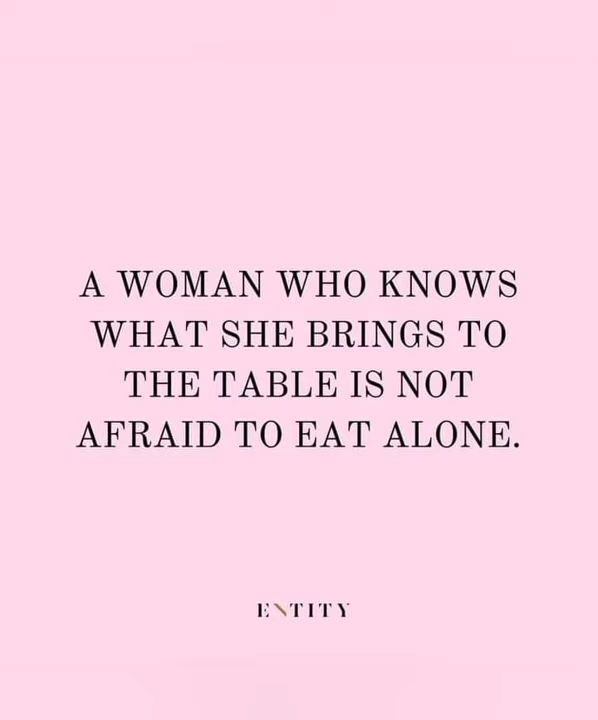 A WOMAN WHO KNOWS
WHAT SHE BRINGS TO
THE TABLE IS NOT
AFRAID TO EAT ALONE.
ENTITY